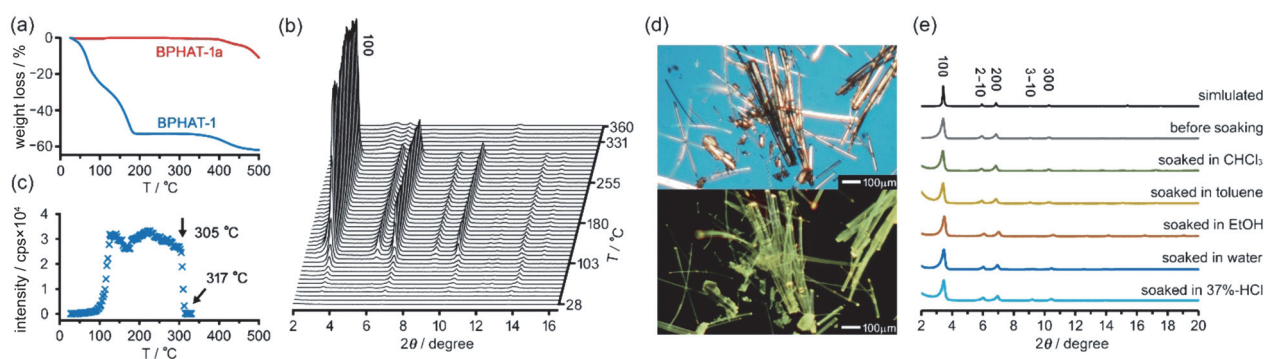 (a)
0
−20
−40
−60
weight loss / %
BPHAT-1a
BPHAT-1
0 100 200 300 400 500
T / °C
(c)
4
3
2
1
0
intensity / cps×10⁴
305 °C
317 °C
0 100 200 300 400 500
T / °C
(b)
100
360
331
255
180
103
28
T / °C
2 4 6 8 10 12 14 16
2θ / degree
(d)
100μm
100μm
(e)
100 2−10 200 3−10 300
simlulated
before soaking
soaked in CHCl₃
soaked in toluene
soaked in EtOH
soaked in water
soaked in 37%-HCl
2 4 6 8 10 12 14 16 18 20
2θ / degree